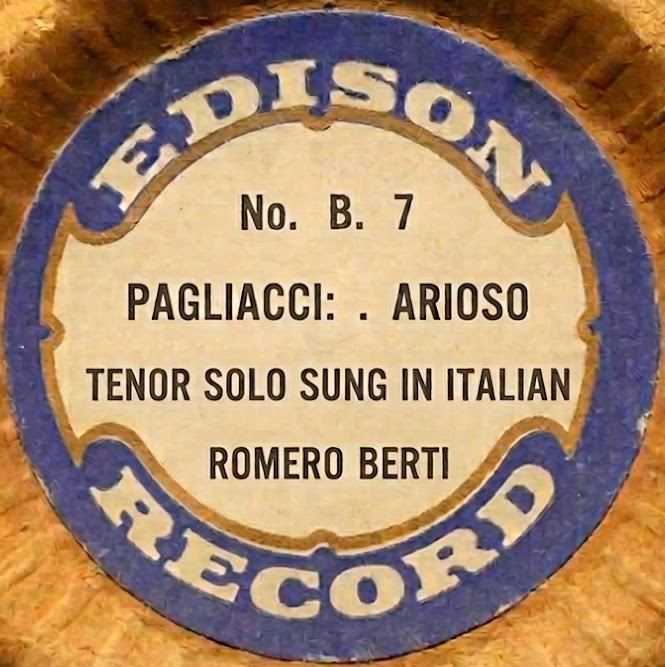 EDISON
No. B. 7
PAGLIACCI: . ARIOSO
TENOR SOLO SUNG IN ITALIAN
ROMERO BERTI
RECORD